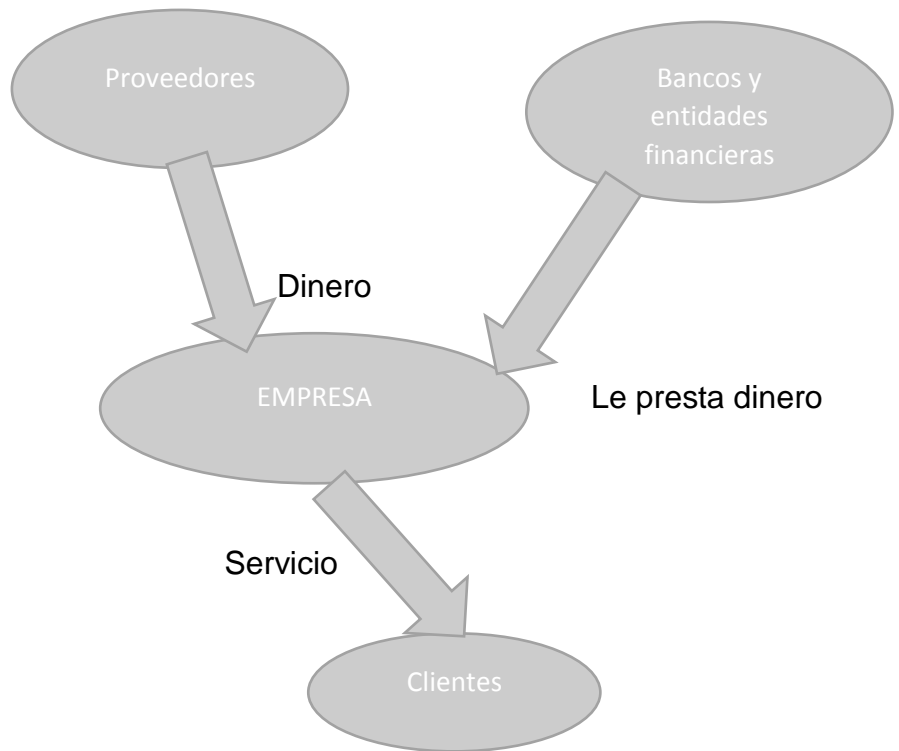 Proveedores
Bancos y
entidades
financieras
Dinero
EMPRESA
Le presta dinero
Servicio
Clientes